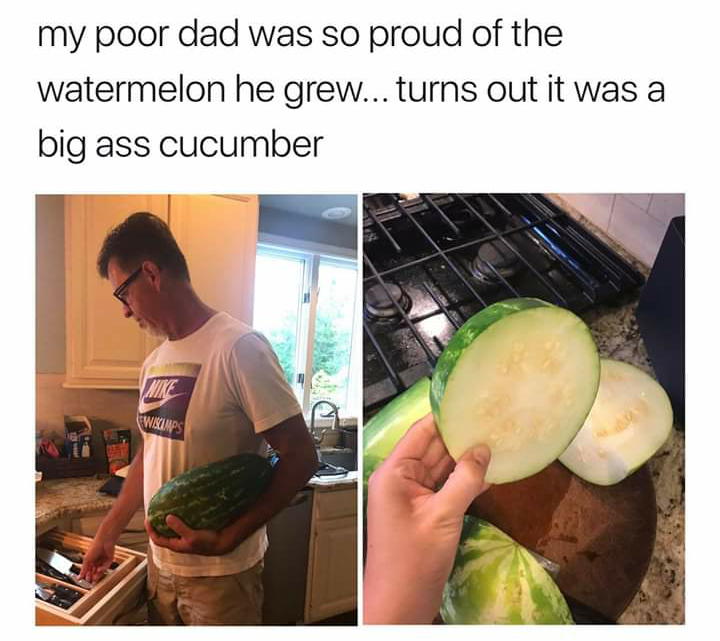 my poor dad was so proud of the
watermelon he grew... turns out it was a
big ass cucumber
NIKE